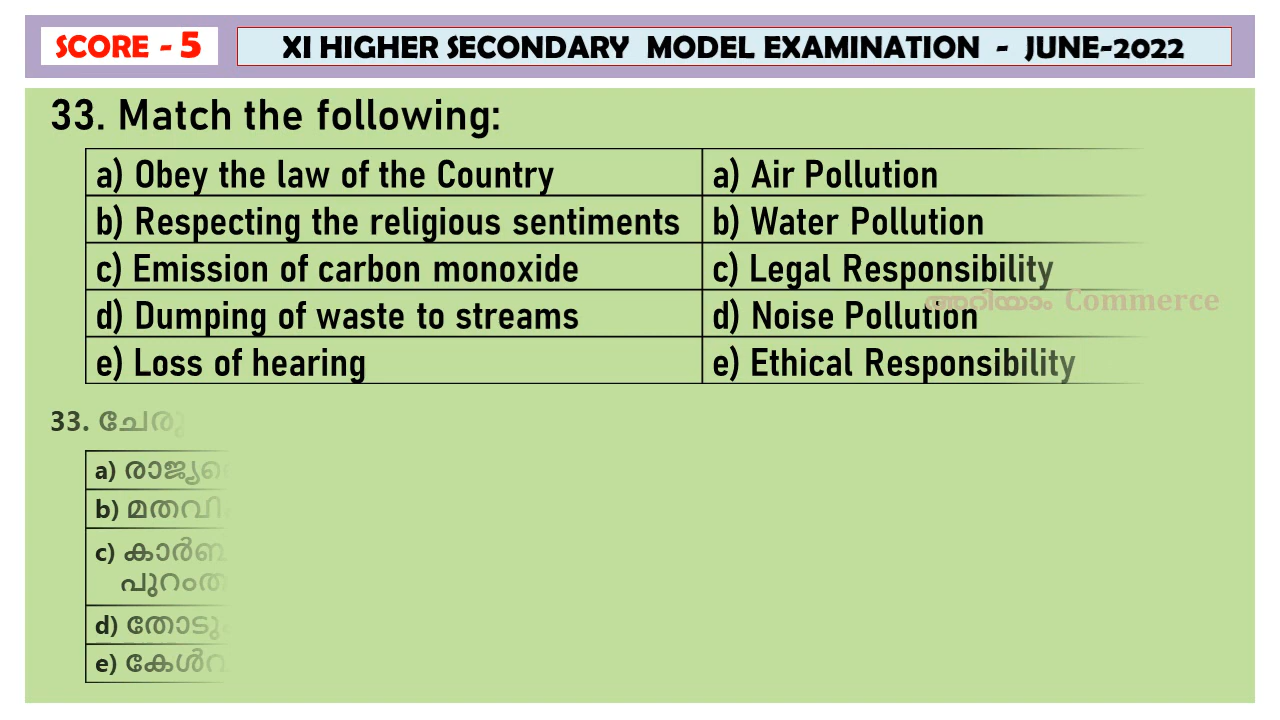 SCORE - 5
XI HIGHER SECONDARY MODEL EXAMINATION - JUNE-2022
33. Match the following:
a) Obey the law of the Country
a) Air Pollution
b) Respecting the religious sentiments
b) Water Pollution
c) Emission of carbon monoxide
c) Legal Responsibility
അറിയാം Commerce
d) Dumping of waste to streams
d) Noise Pollution
e) Loss of hearing
e) Ethical Responsibility
33.
a)
b)
c)
d)
e)